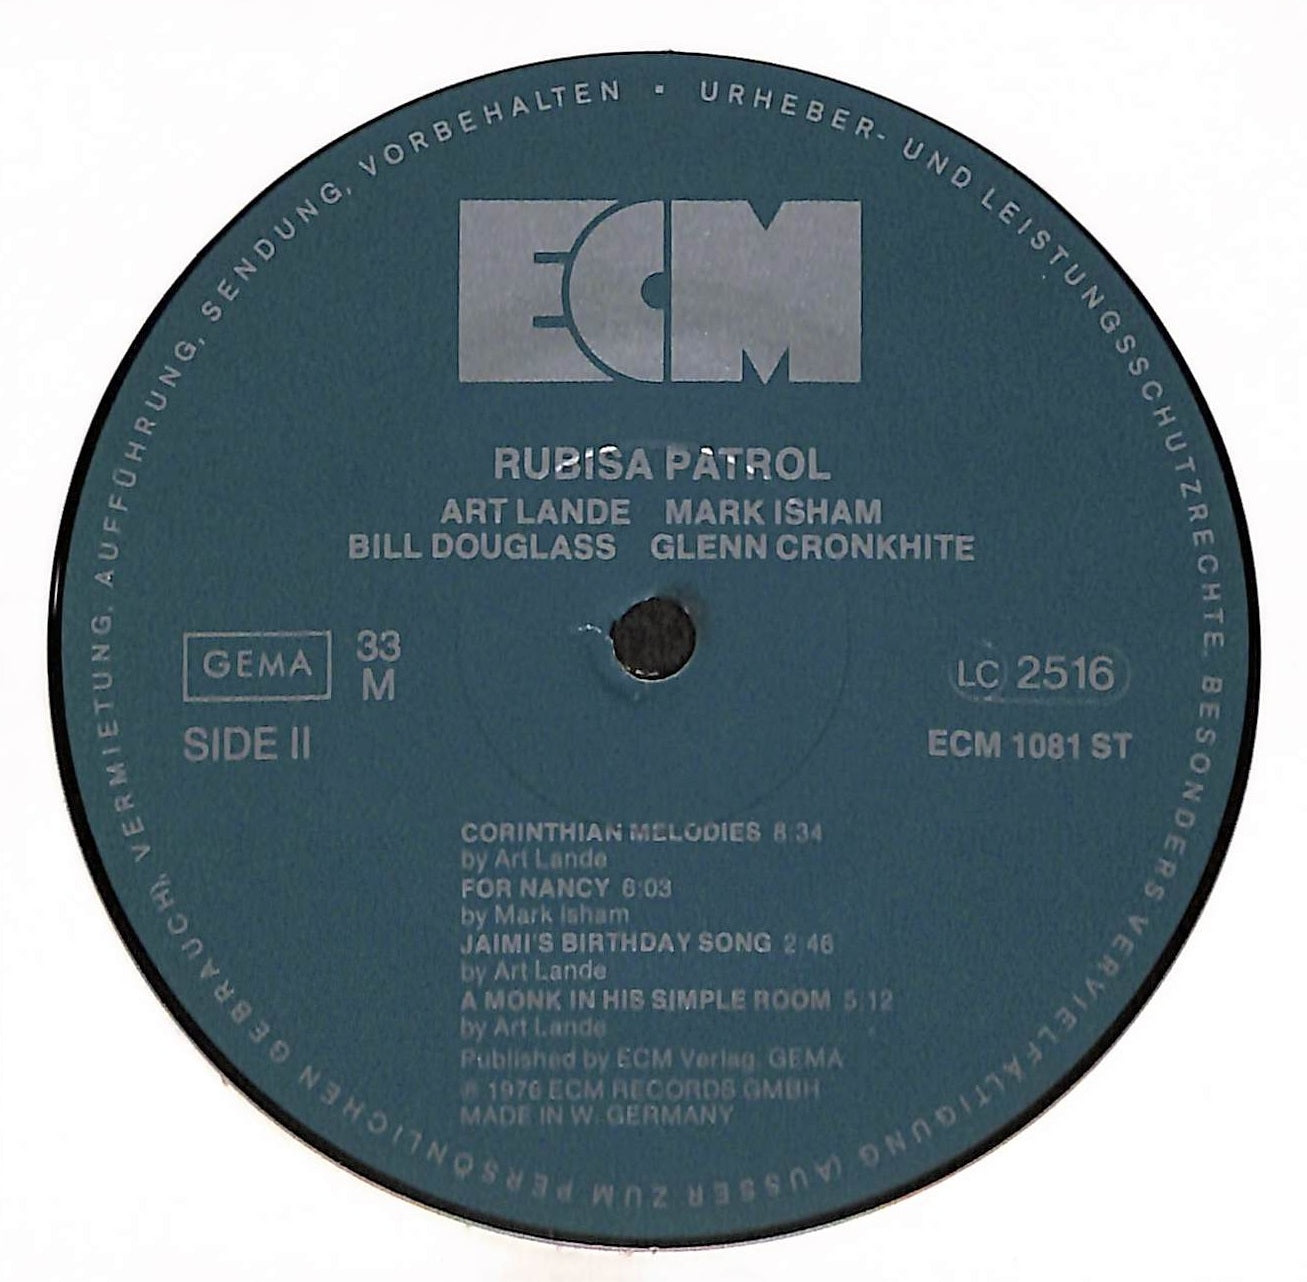 URHEBER- UND LEISTUNGSSCHUTZRECHTE, BESONDERS VERVIELFÄLTIGUNG (AUSSER ZUM PERSÖNLICHEN GEBRAUCH), VERMIETUNG, AUFFÜHRUNG, SENDUNG, VORBEHALTEN ▪
ECM
RUBISA PATROL
ART LANDE MARK ISHAM
BILL DOUGLASS GLENN CRONKHITE
GEMA 33 LC 2516
M
SIDE II ECM 1081 ST
CORINTHIAN MELODIES 8:34
by Art Lande
FOR NANCY 6:03
by Mark Isham
JAIMI'S BIRTHDAY SONG 2:46
by Art Lande
A MONK IN HIS SIMPLE ROOM 5:12
by Art Lande
Published by ECM Verlag, GEMA
℗ 1976 ECM RECORDS GMBH
MADE IN W. GERMANY